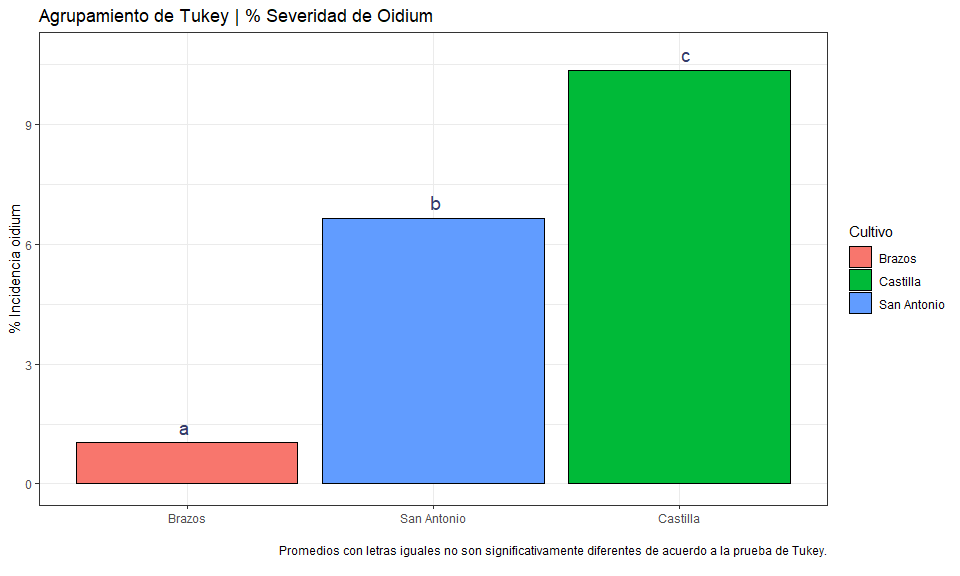 Agrupamiento de Tukey | % Severidad de Oidium
% Incidencia oidium
9
6
3
0
a
b
c
Brazos
San Antonio
Castilla
Cultivo
Brazos
Castilla
San Antonio
Promedios con letras iguales no son significativamente diferentes de acuerdo a la prueba de Tukey.